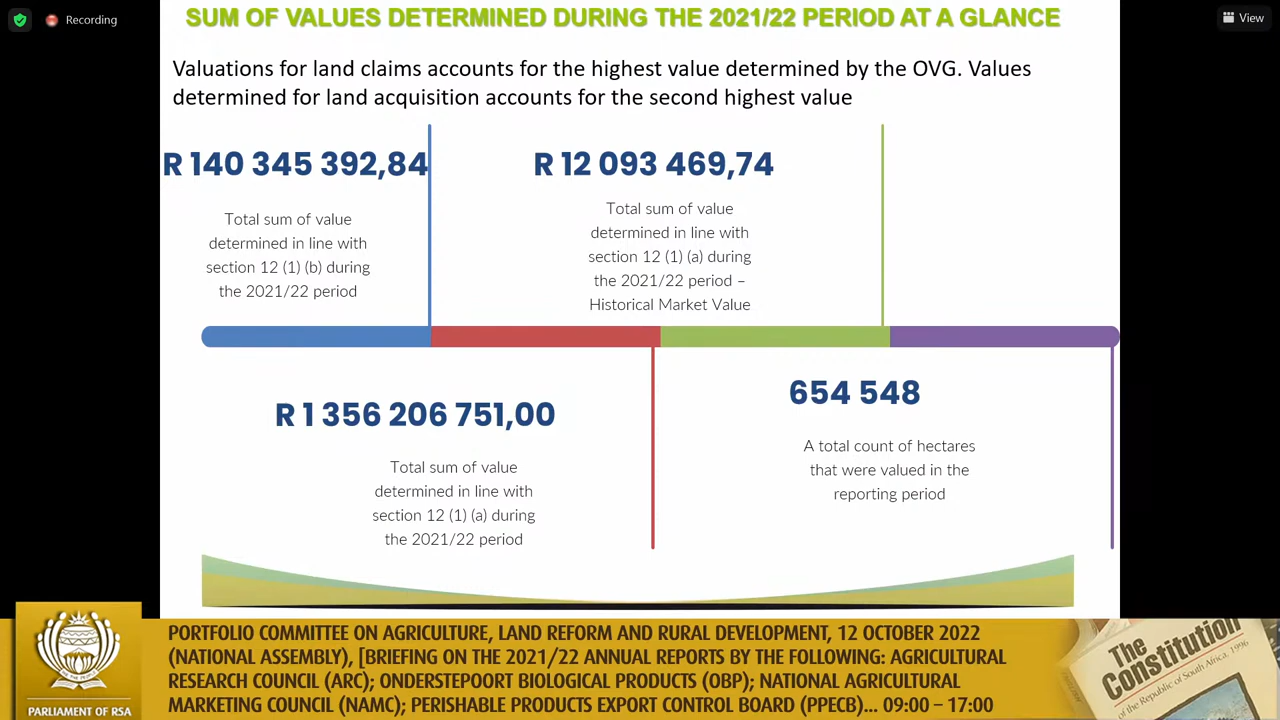 Recording
View
SUM OF VALUES DETERMINED DURING THE 2021/22 PERIOD AT A GLANCE
Valuations for land claims accounts for the highest value determined by the OVG. Values
determined for land acquisition accounts for the second highest value
R 140 345 392,84
Total sum of value
determined in line with
section 12 (1) (b) during
the 2021/22 period
R 12 093 469,74
Total sum of value
determined in line with
section 12 (1) (a) during
the 2021/22 period –
Historical Market Value
R 1 356 206 751,00
Total sum of value
determined in line with
section 12 (1) (a) during
the 2021/22 period
654 548
A total count of hectares
that were valued in the
reporting period
PARLIAMENT OF RSA
PORTFOLIO COMMITTEE ON AGRICULTURE, LAND REFORM AND RURAL DEVELOPMENT, 12 OCTOBER 2022
(NATIONAL ASSEMBLY), [BRIEFING ON THE 2021/22 ANNUAL REPORTS BY THE FOLLOWING: AGRICULTURAL
RESEARCH COUNCIL (ARC); ONDERSTEPOORT BIOLOGICAL PRODUCTS (OBP); NATIONAL AGRICULTURAL
MARKETING COUNCIL (NAMC); PERISHABLE PRODUCTS EXPORT CONTROL BOARD (PPECB)... 09:00 – 17:00
The
Constitution
of the Republic of South Africa, 1996